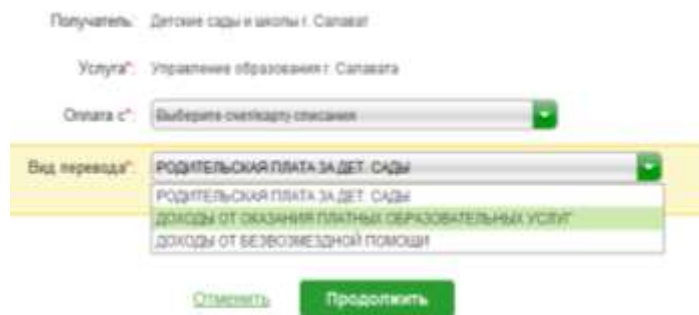 Получатель: Детские сады и школы г. Салават
Услуга*: Управление образования г. Салавата
Оплата с*: Выберите счет/карту списания
Вид перевода*: РОДИТЕЛЬСКАЯ ПЛАТА ЗА ДЕТ. САДЫ
РОДИТЕЛЬСКАЯ ПЛАТА ЗА ДЕТ. САДЫ
ДОХОДЫ ОТ ОКАЗАНИЯ ПЛАТНЫХ ОБРАЗОВАТЕЛЬНЫХ УСЛУГ
ДОХОДЫ ОТ БЕЗВОЗМЕЗДНОЙ ПОМОЩИ
Отменить Продолжить